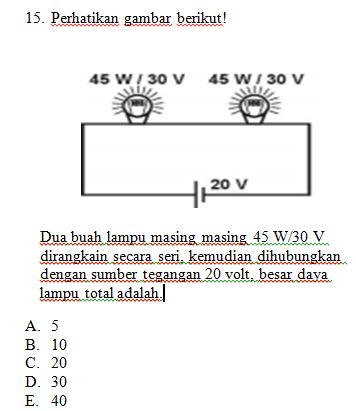 15. Perhatikan gambar berikut!
45 W / 30 V 45 W / 30 V
20 V
Dua buah lampu masing masing 45 W/30 V
dirangkain secara seri, kemudian dihubungkan
dengan sumber tegangan 20 volt, besar daya
lampu total adalah
A. 5
B. 10
C. 20
D. 30
E. 40